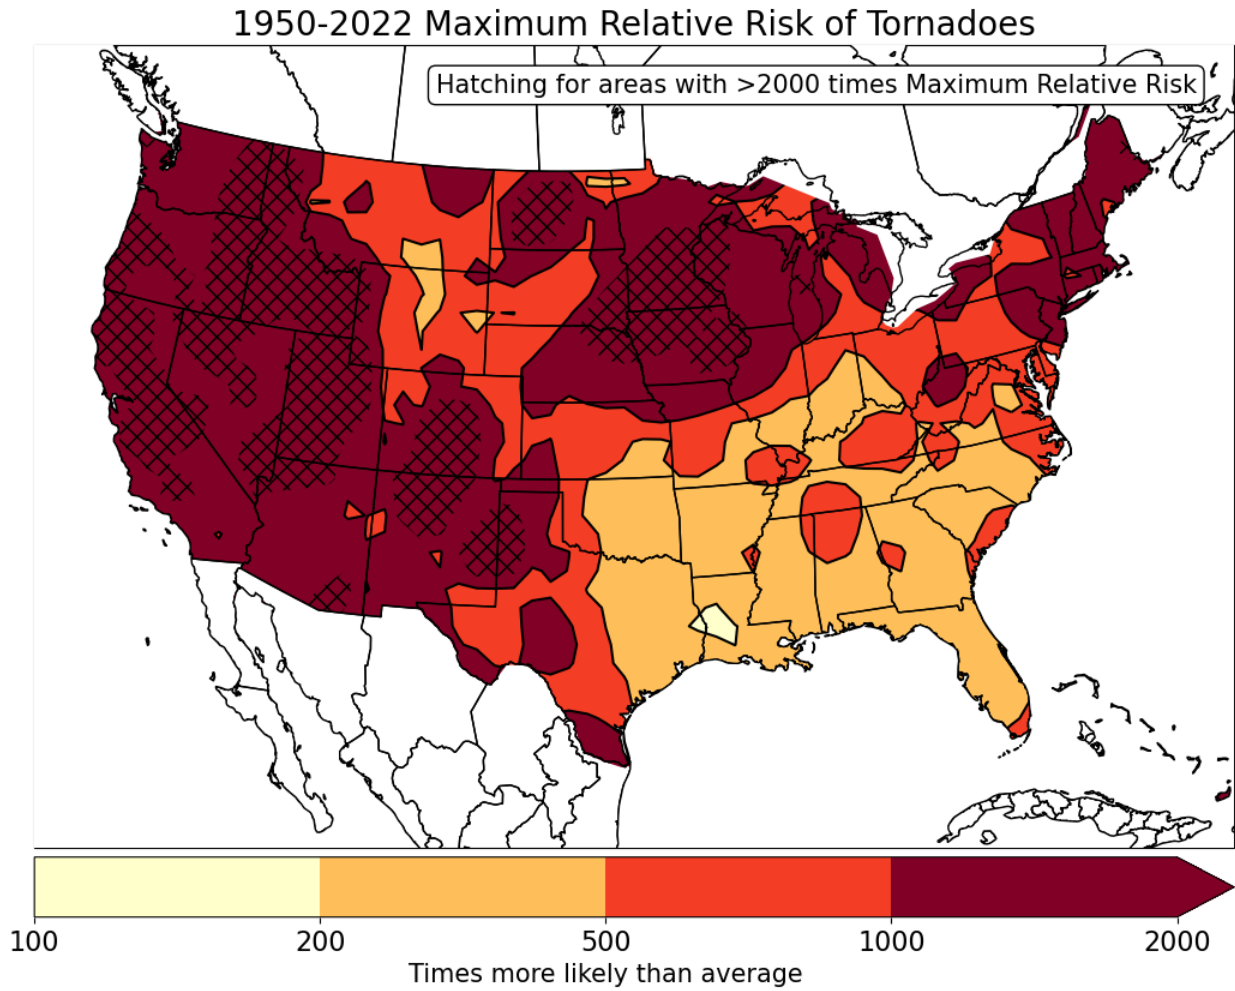 1950-2022 Maximum Relative Risk of Tornadoes
Hatching for areas with >2000 times Maximum Relative Risk
100 200 500 1000 2000
Times more likely than average